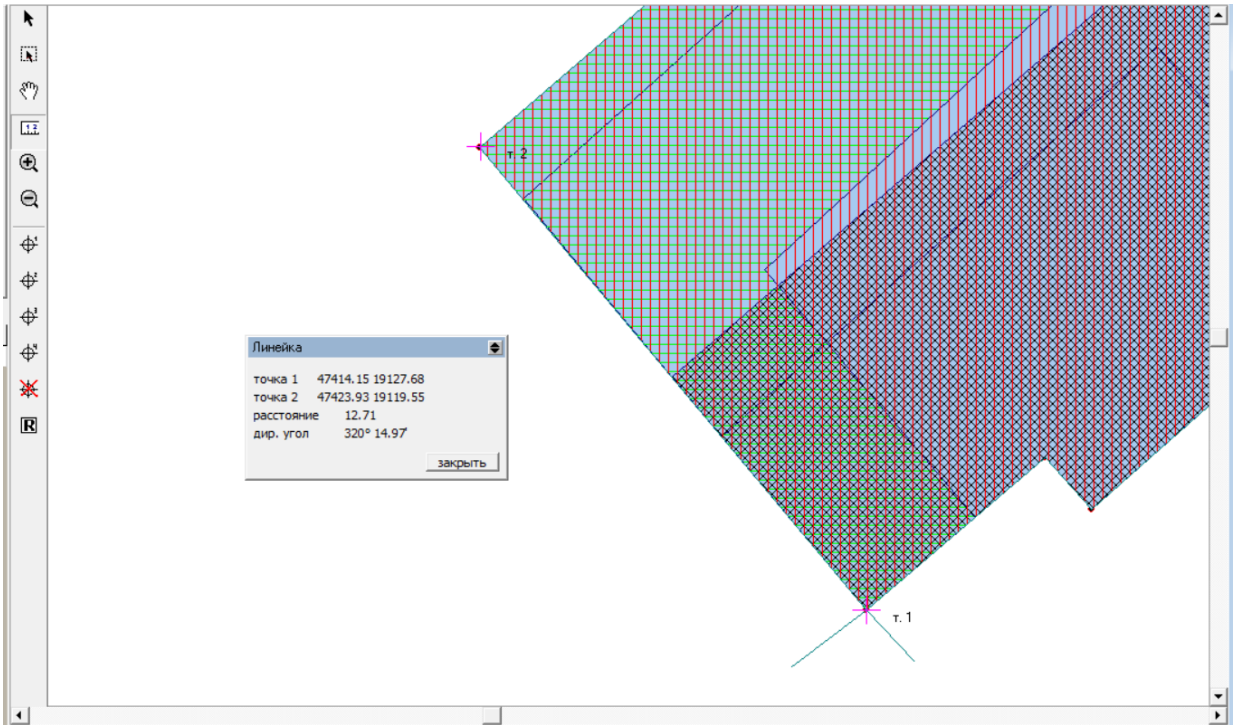 т. 2
Линейка
точка 1 47414.15 19127.68
точка 2 47423.93 19119.55
расстояние 12.71
дир. угол 320° 14.97'
закрыть
т. 1
R